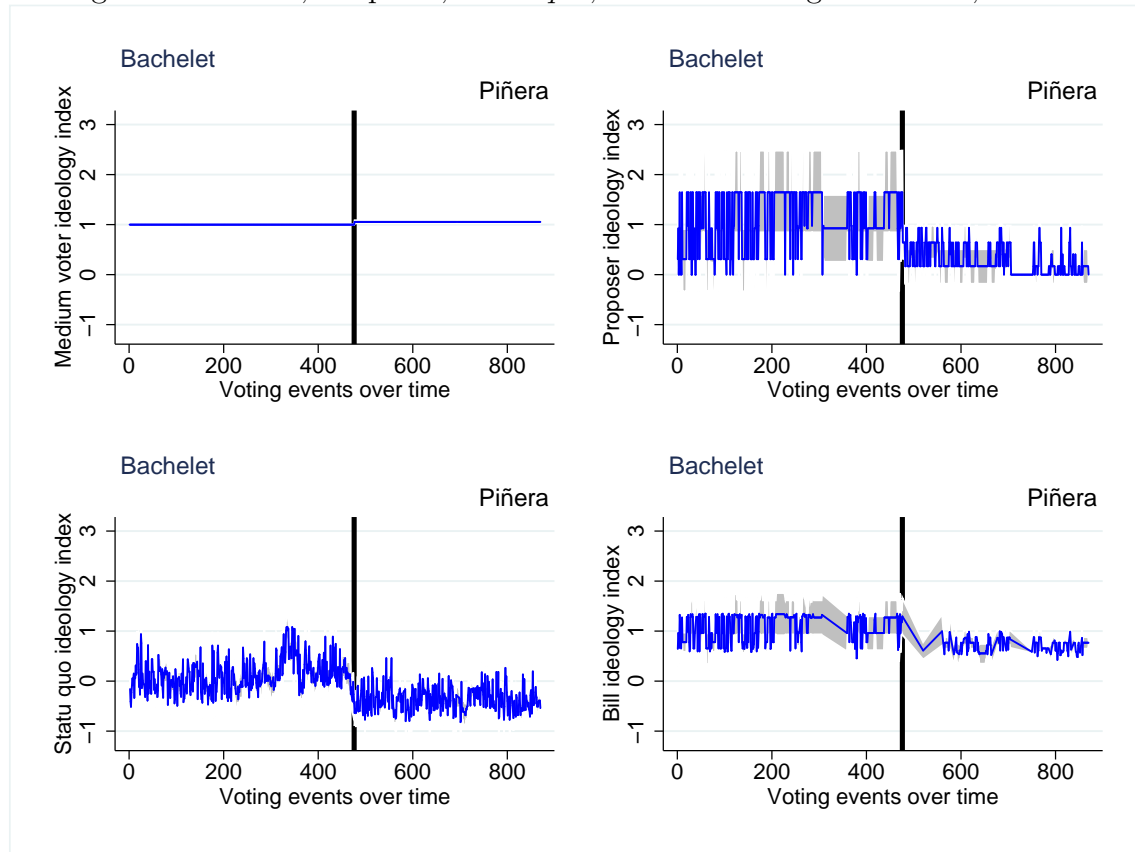 Bachelet
Piñera
Medium voter ideology index
3
2
1
0
−1
0 200 400 600 800
Voting events over time
Bachelet
Piñera
Proposer ideology index
3
2
1
0
−1
0 200 400 600 800
Voting events over time
Bachelet
Piñera
Statu quo ideology index
3
2
1
0
−1
0 200 400 600 800
Voting events over time
Bachelet
Piñera
Bill ideology index
3
2
1
0
−1
0 200 400 600 800
Voting events over time